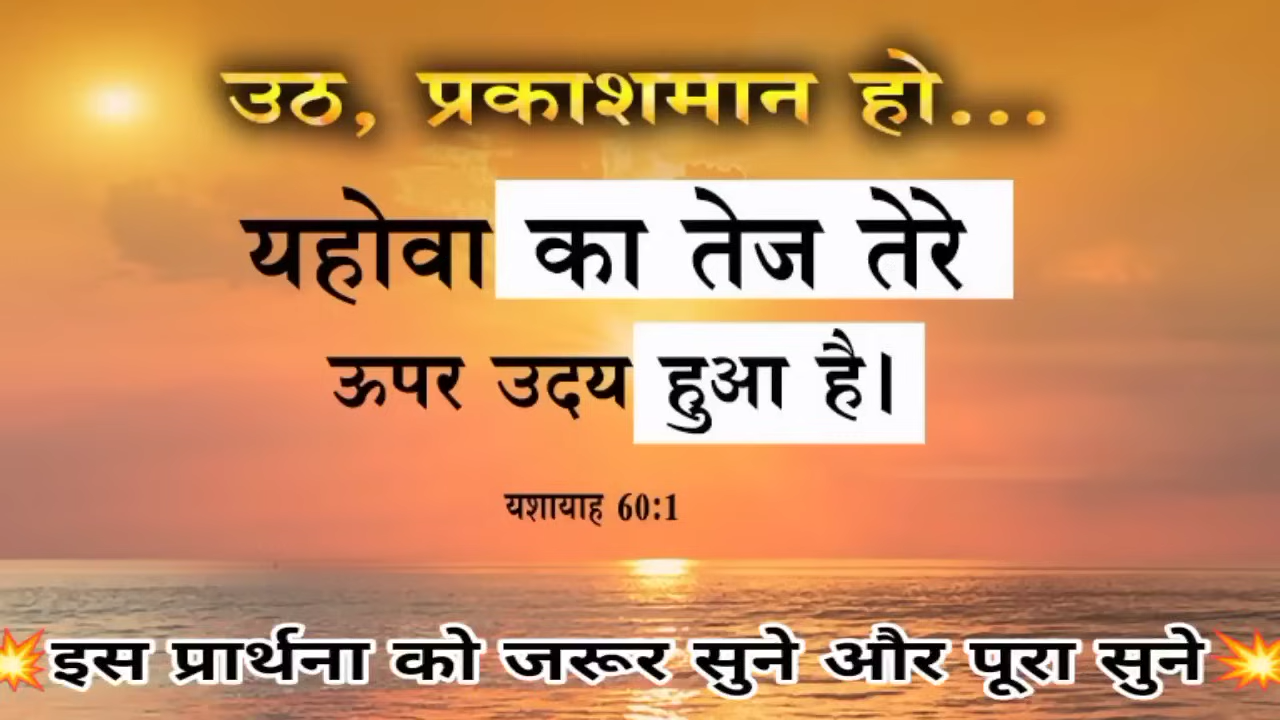 उठ, प्रकाशमान हो...
यहोवा का तेज तेरे
ऊपर उदय हुआ है।
यशायाह 60:1
💥इस प्रार्थना को जरूर सुने और पूरा सुने💥